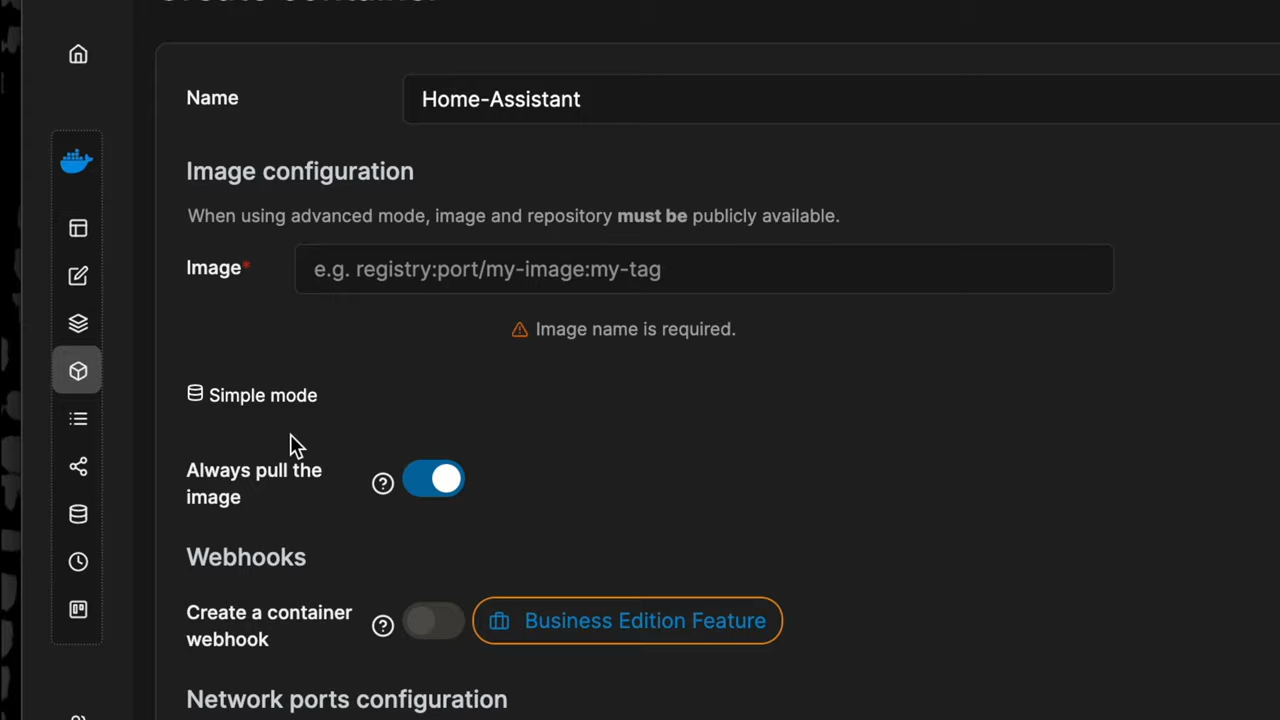 Create container
Name
Home-Assistant
Image configuration
When using advanced mode, image and repository must be publicly available.
Image*
e.g. registry:port/my-image:my-tag
Image name is required.
Simple mode
Always pull the
image
Webhooks
Create a container
webhook
Business Edition Feature
Network ports configuration